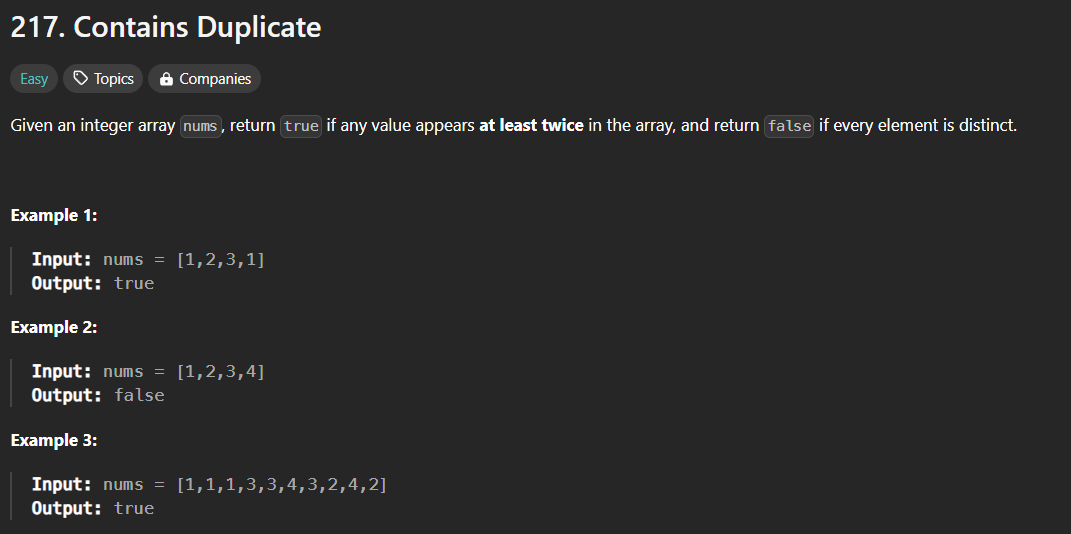 217. Contains Duplicate
Easy Topics Companies
Given an integer array nums, return true if any value appears at least twice in the array, and return false if every element is distinct.
Example 1:
Input: nums = [1,2,3,1]
Output: true
Example 2:
Input: nums = [1,2,3,4]
Output: false
Example 3:
Input: nums = [1,1,1,3,3,4,3,2,4,2]
Output: true